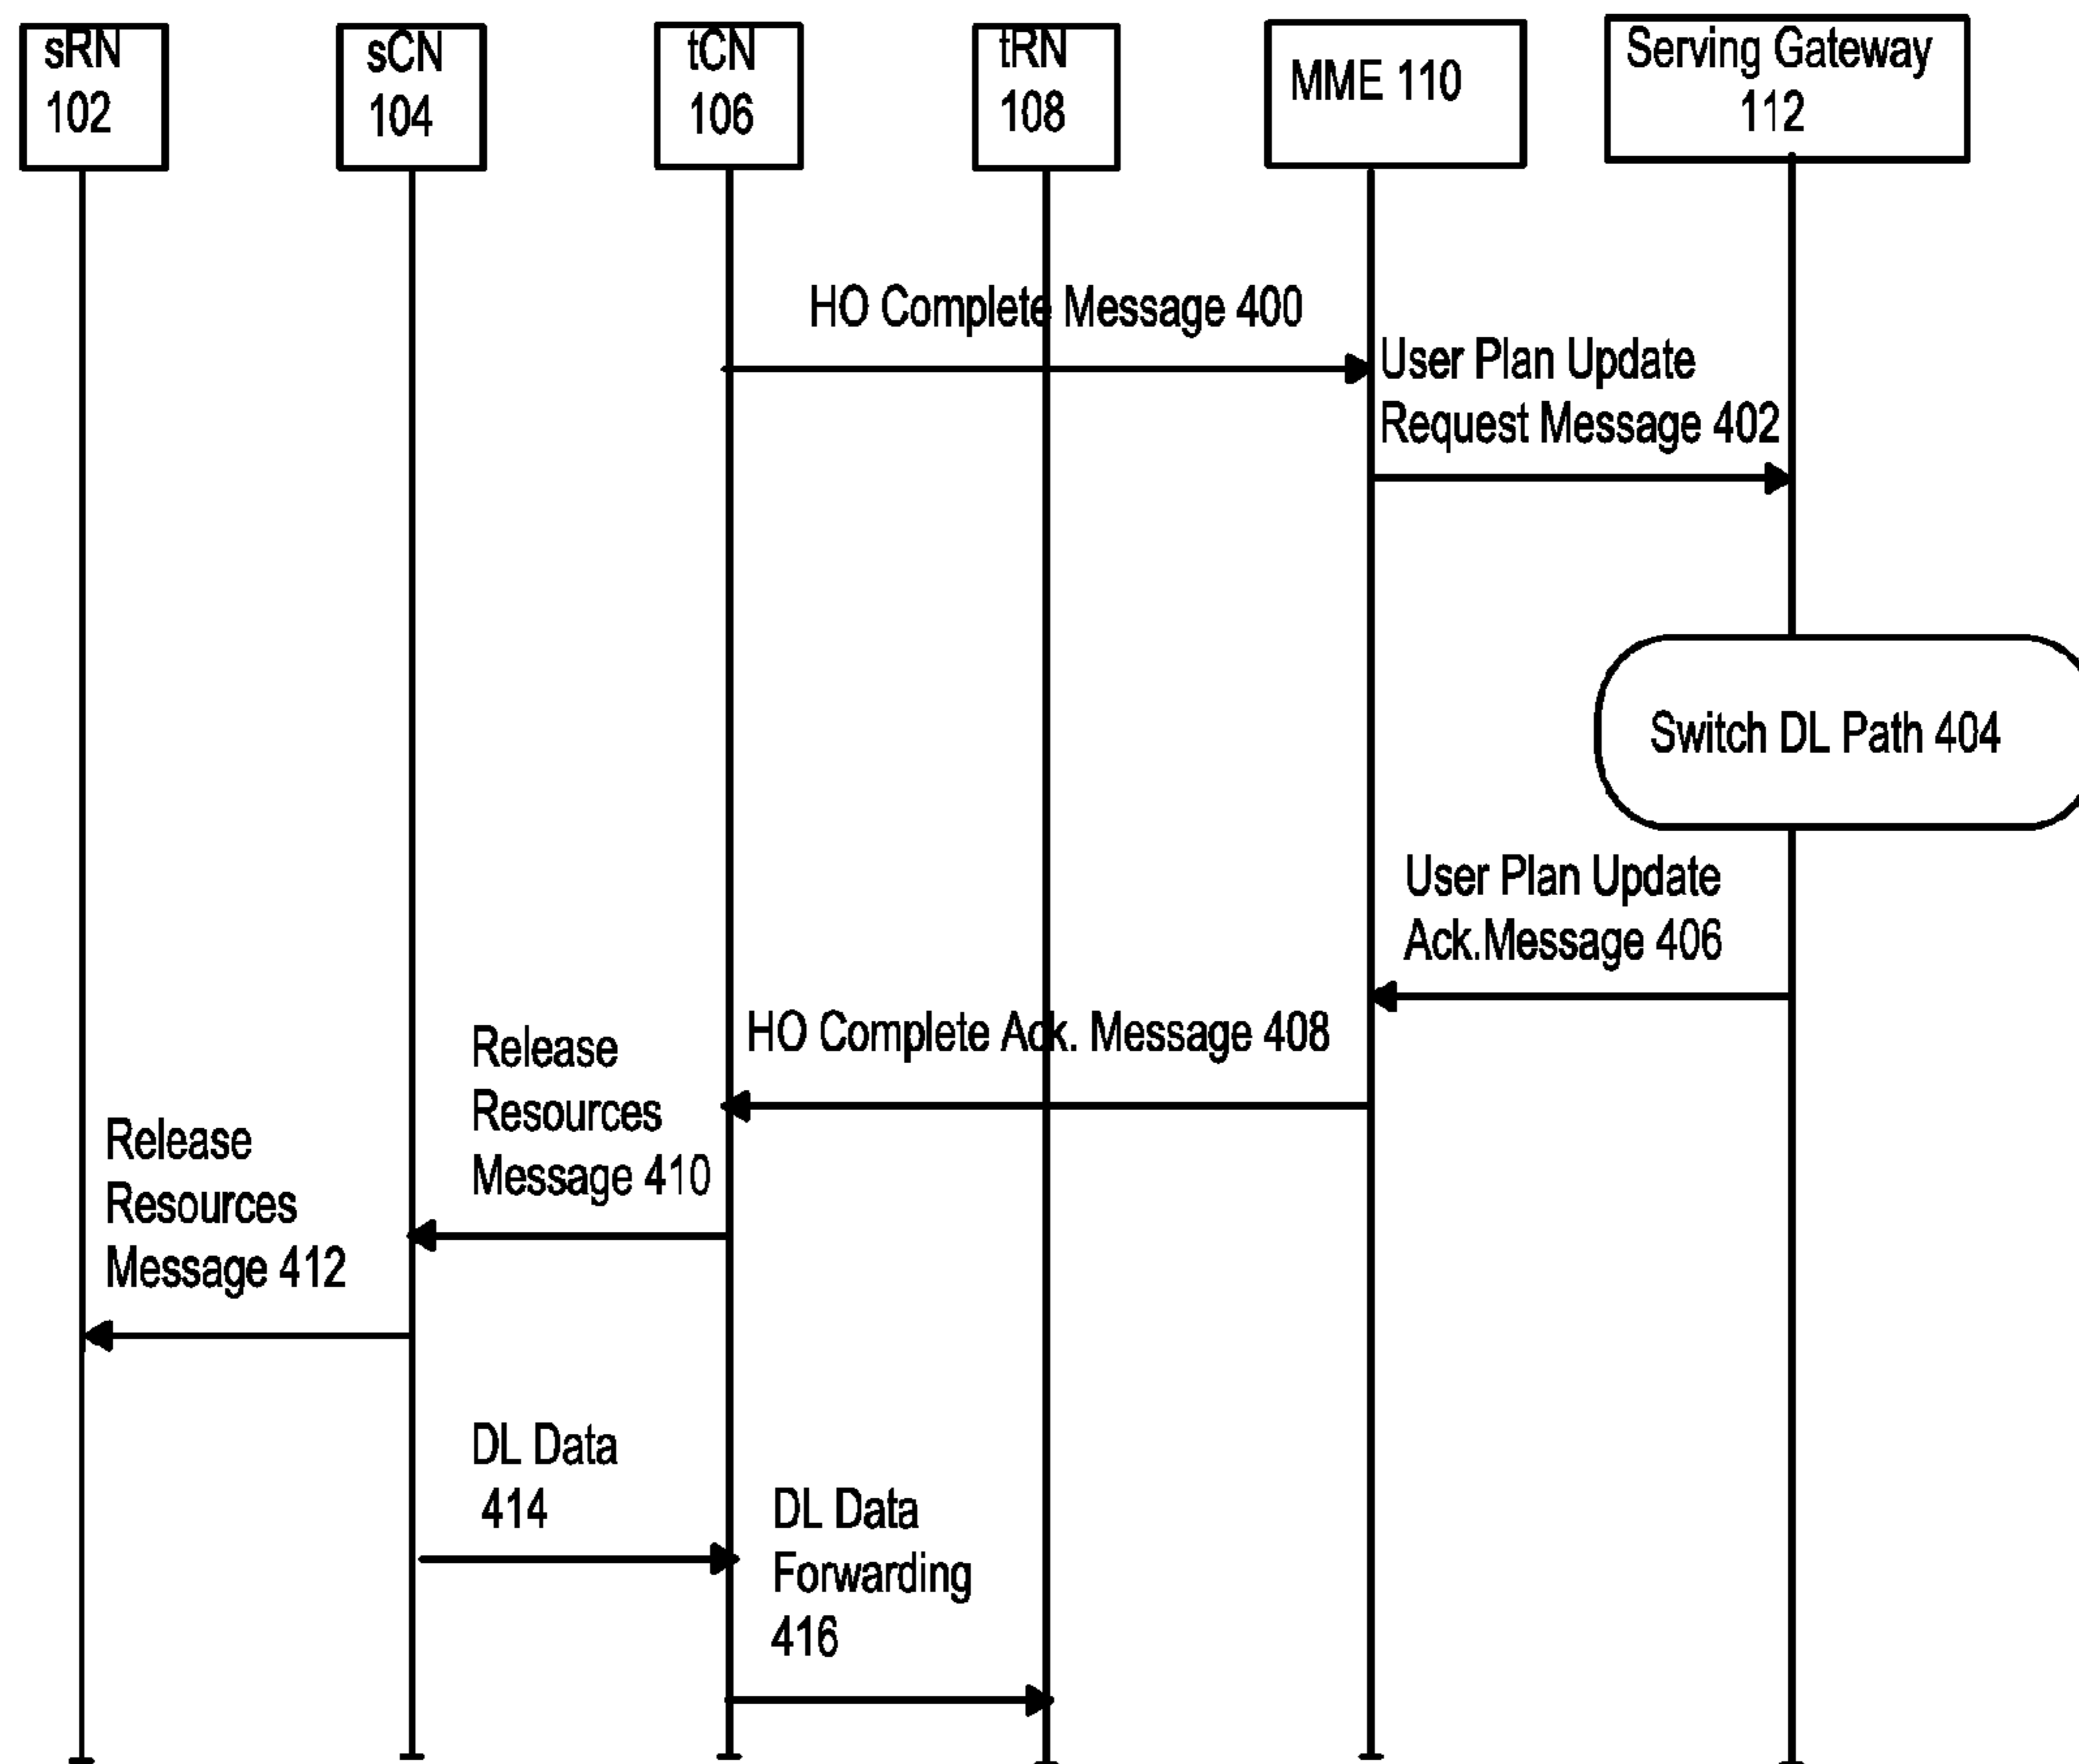 sRN
102
sCN
104
tCN
106
tRN
108
MME 110
Serving Gateway
112
HO Complete Message 400
User Plan Update
Request Message 402
Switch DL Path 404
User Plan Update
Ack.Message 406
HO Complete Ack. Message 408
Release
Resources
Message 410
Release
Resources
Message 412
DL Data
414
DL Data
Forwarding
416